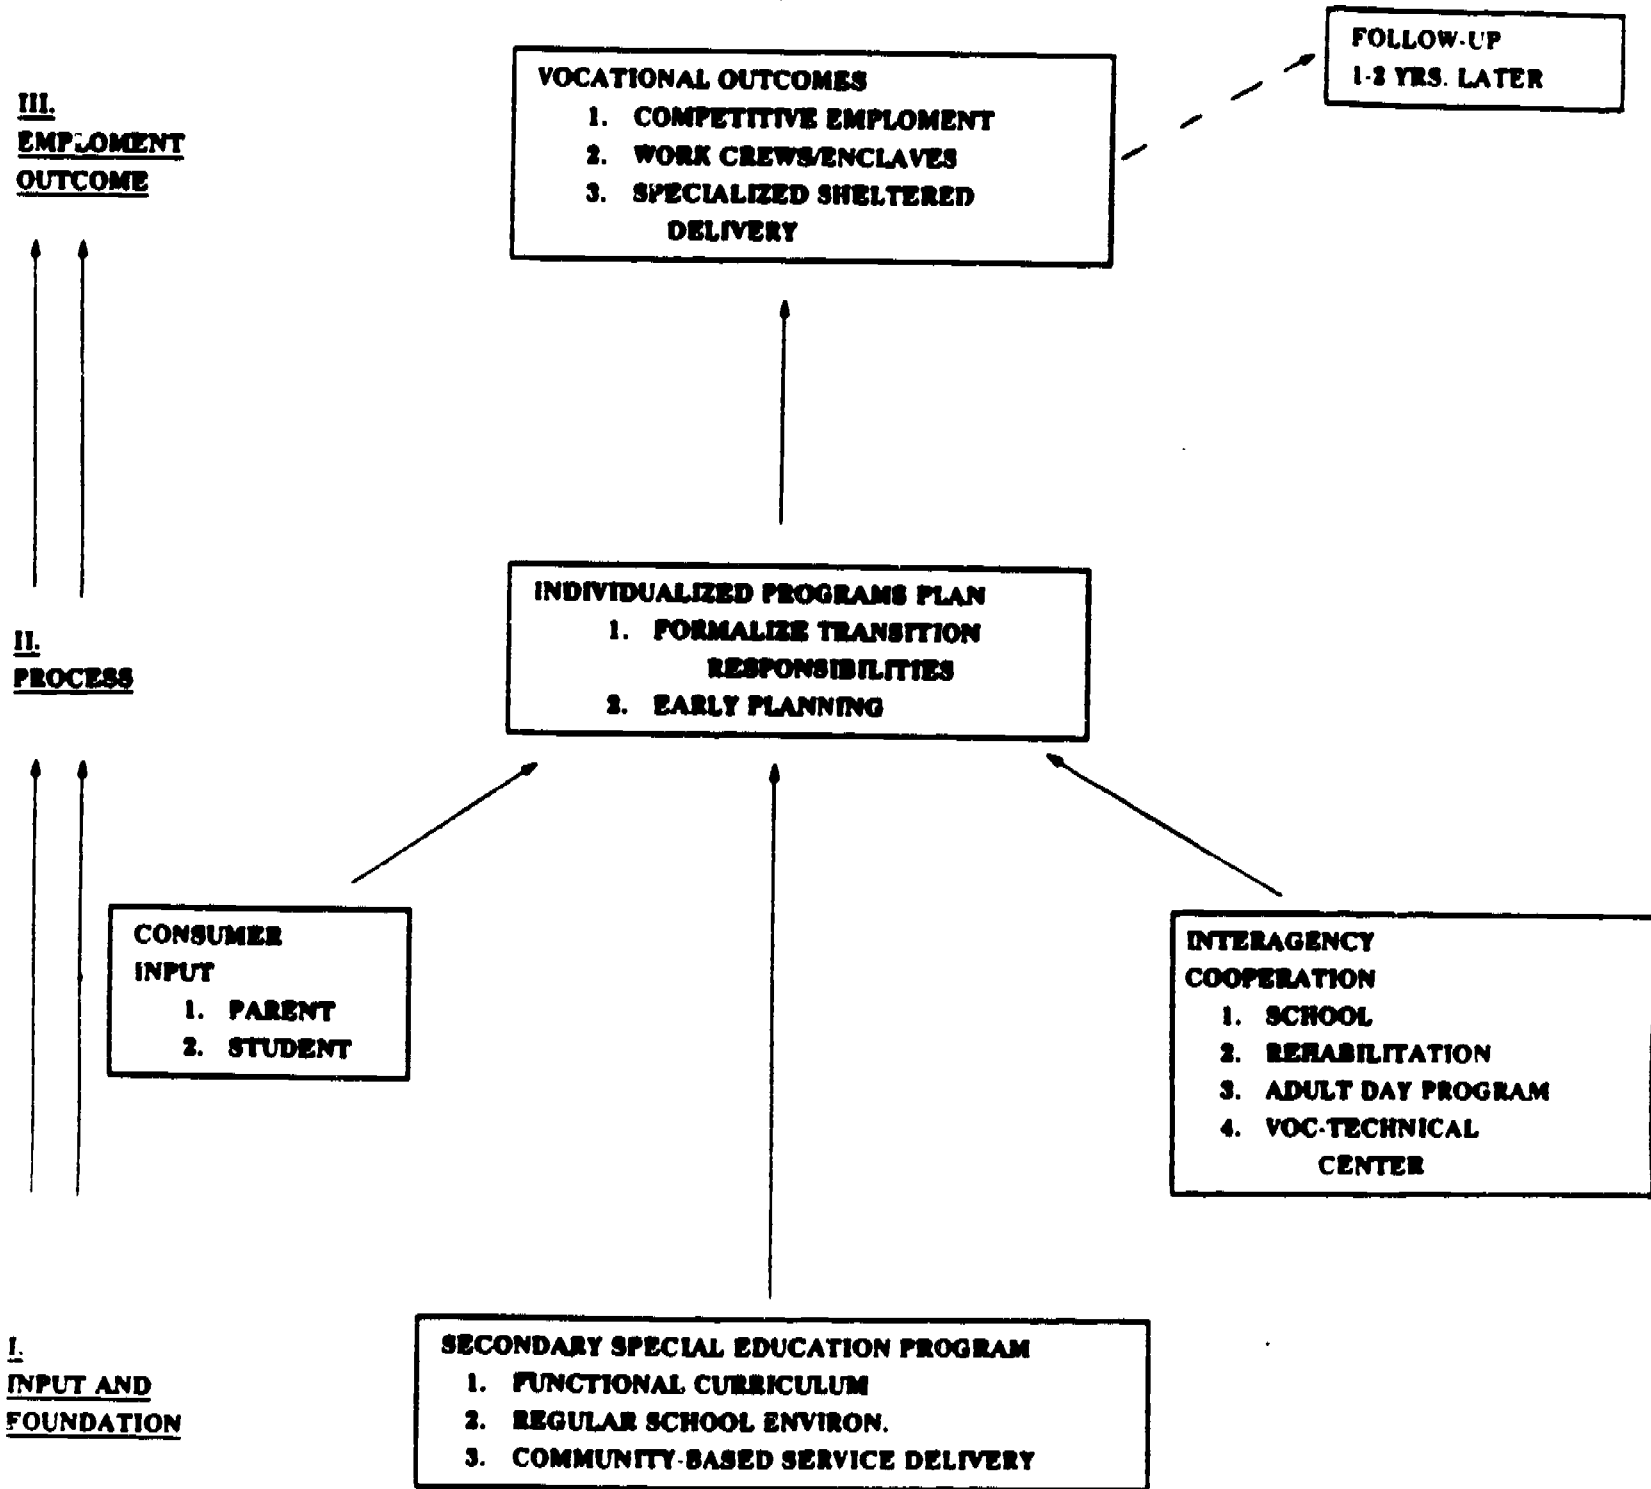 FOLLOW-UP
1-2 YRS. LATER
III.
EMPLOMENT
OUTCOME
VOCATIONAL OUTCOMES
1. COMPETITIVE EMPLOMENT
2. WORK CREWS/ENCLAVES
3. SPECIALIZED SHELTERED
DELIVERY
II.
PROCESS
INDIVIDUALIZED PROGRAMS PLAN
1. FORMALIZE TRANSITION
RESPONSIBILITIES
2. EARLY PLANNING
CONSUMER
INPUT
1. PARENT
2. STUDENT
INTERAGENCY
COOPERATION
1. SCHOOL
2. REHABILITATION
3. ADULT DAY PROGRAM
4. VOC-TECHNICAL
CENTER
I.
INPUT AND
FOUNDATION
SECONDARY SPECIAL EDUCATION PROGRAM
1. FUNCTIONAL CURRICULUM
2. REGULAR SCHOOL ENVIRON.
3. COMMUNITY-BASED SERVICE DELIVERY